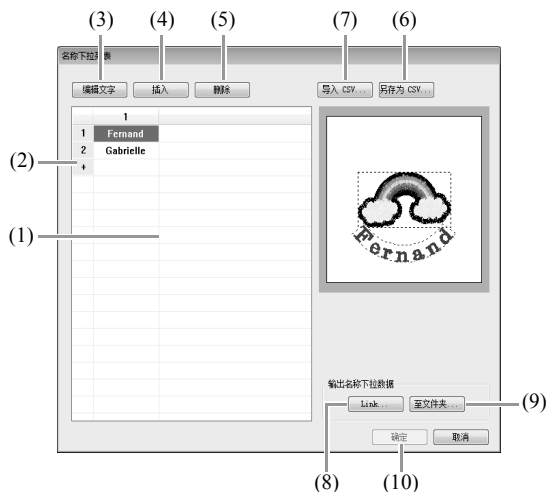 (3) (4) (5) (7) (6)
名称下拉列表
编辑文字 插入 删除 导入 CSV... 另存为 CSV...
1
1 Fernand
2 Gabrielle
+
(2)
(1)
Fernand
输出名称下拉数据
Link... 至文件夹...
(9)
确定 取消
(8) (10)